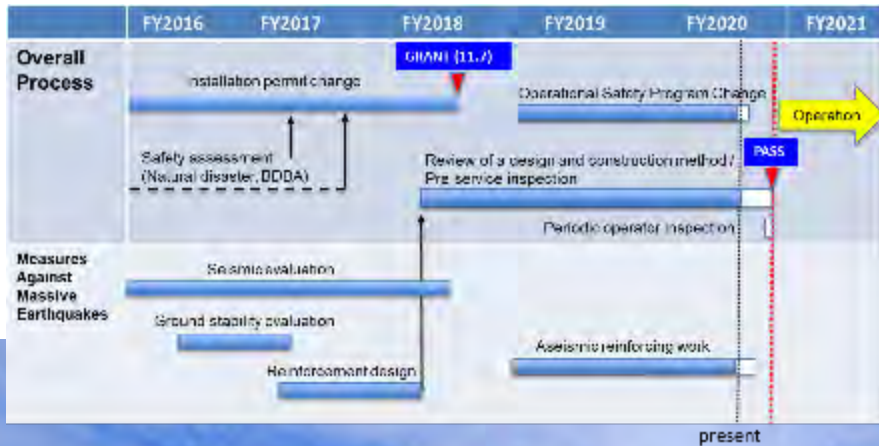 FY2016 FY2017 FY2018 FY2019 FY2020 FY2021
Overall
Process
GRANT (11.7)
Installation permit change
Operational Safety Program Change
Operation
Safety assessment
(Natural disaster, BDBA)
Review of a design and construction method /
Pre service inspection
PASS
Periodic operator inspection
Measures
Against
Massive
Earthquakes
Seismic evaluation
Ground stability evaluation
Aseismic reinforcing work
Reinforcement design
present